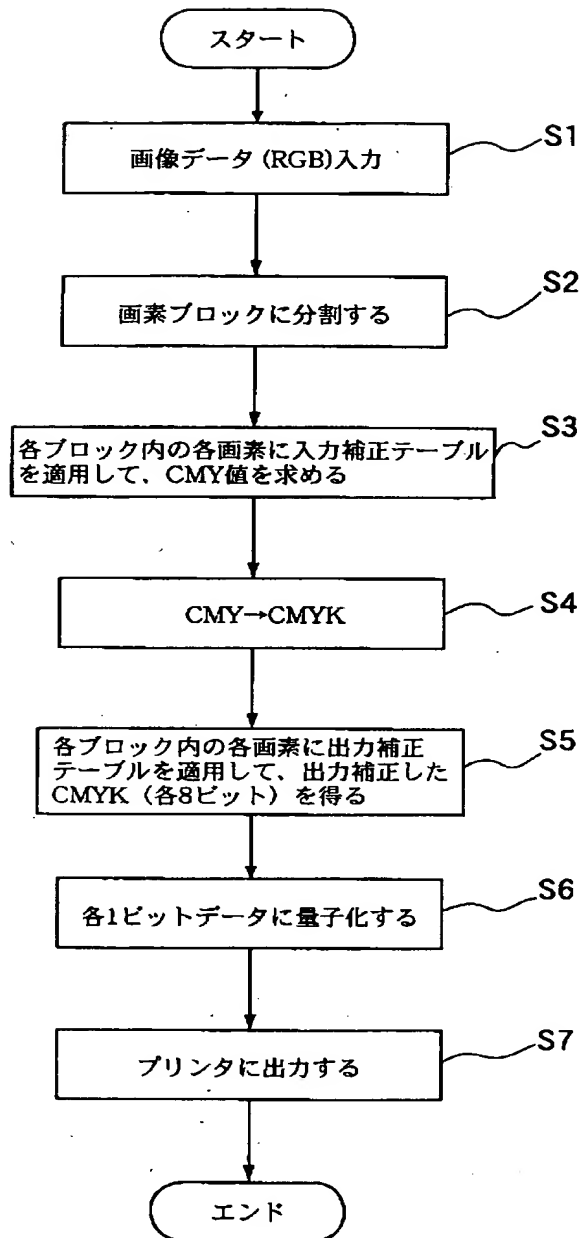 スタート
画像データ(RGB)入力
S1
画素ブロックに分割する
S2
各ブロック内の各画素に入力補正テーブル
を適用して、CMY値を求める
S3
CMY→CMYK
S4
各ブロック内の各画素に出力補正
テーブルを適用して、出力補正した
CMYK（各8ビット）を得る
S5
各1ビットデータに量子化する
S6
プリンタに出力する
S7
エンド